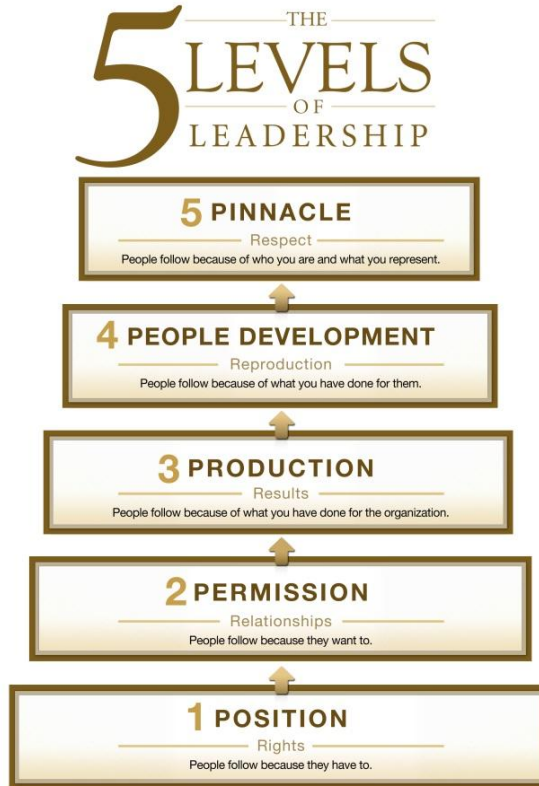 THE
5 LEVELS
OF
LEADERSHIP
5 PINNACLE
Respect
People follow because of who you are and what you represent.
4 PEOPLE DEVELOPMENT
Reproduction
People follow because of what you have done for them.
3 PRODUCTION
Results
People follow because of what you have done for the organization.
2 PERMISSION
Relationships
People follow because they want to.
1 POSITION
Rights
People follow because they have to.